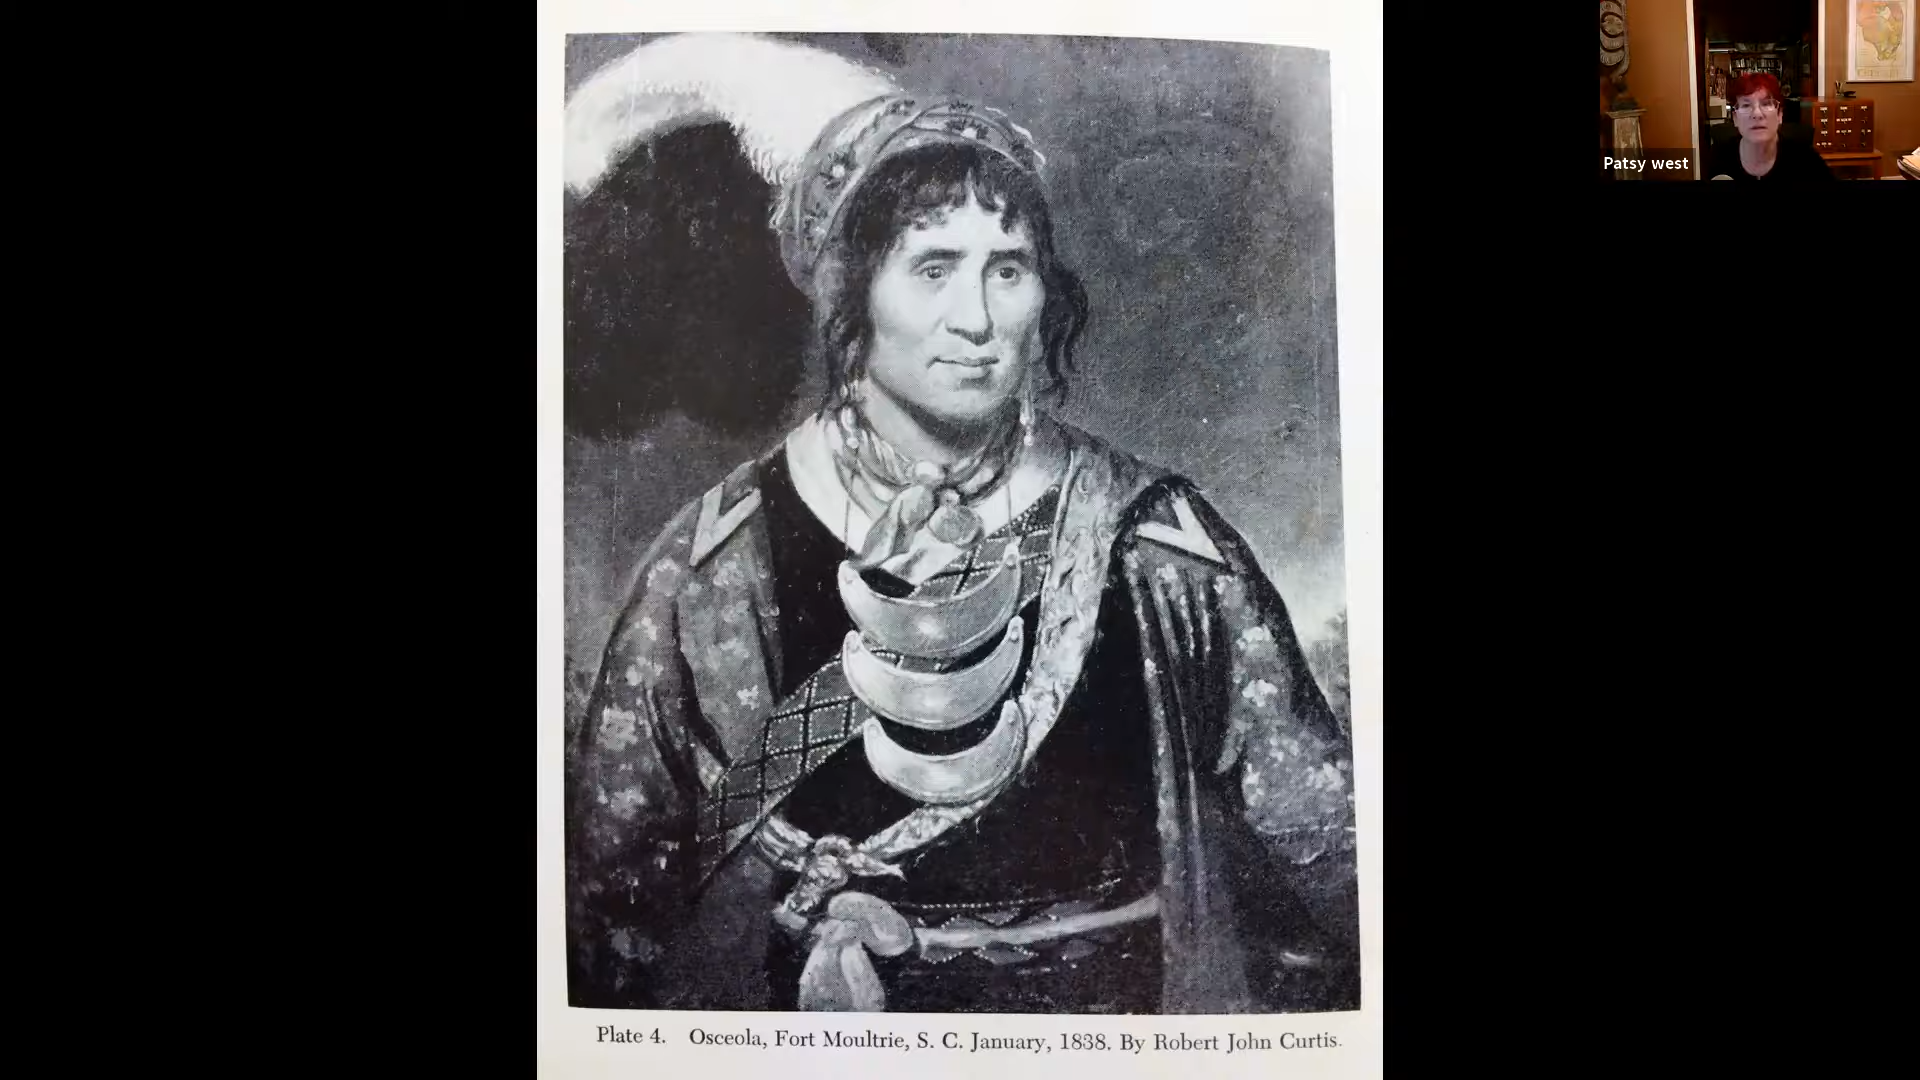 Patsy west
Plate 4. Osceola, Fort Moultrie, S. C. January, 1838. By Robert John Curtis.